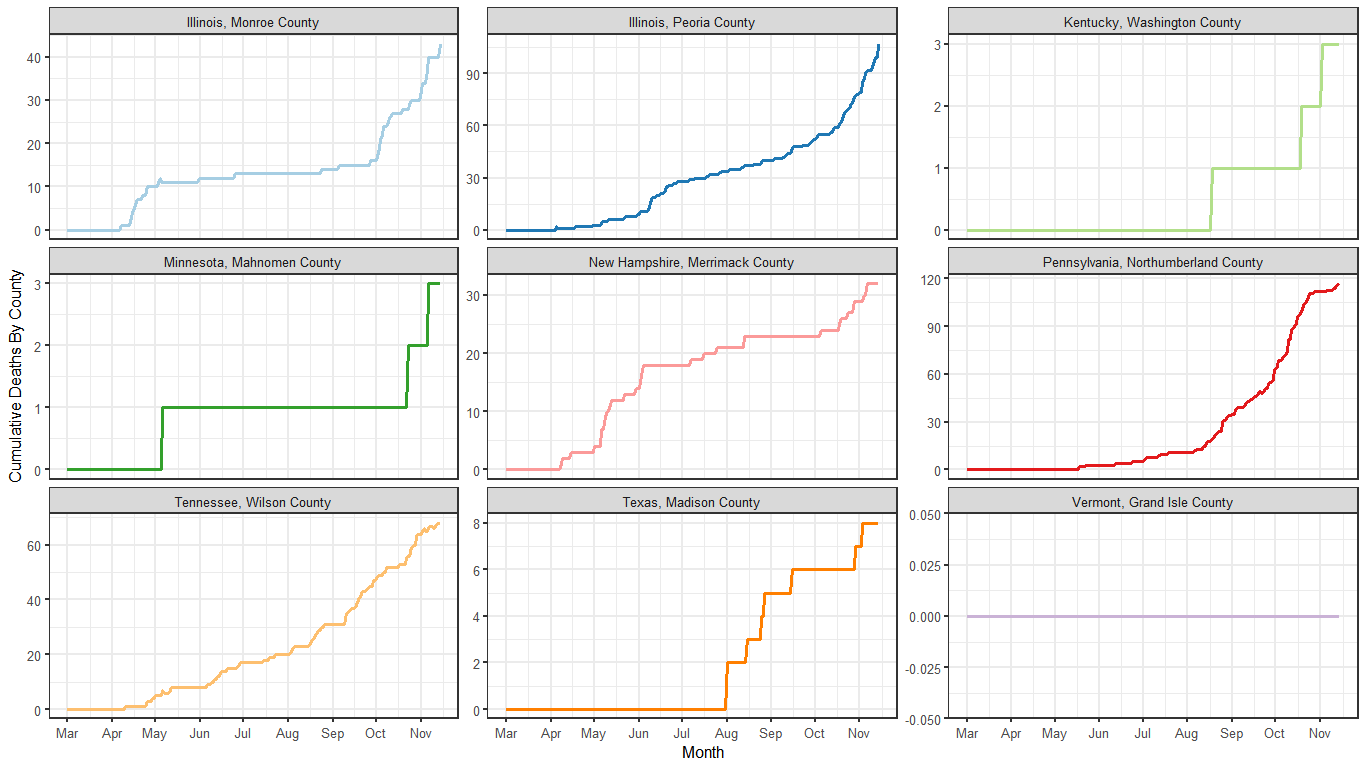 Illinois, Monroe County
Illinois, Peoria County
Kentucky, Washington County
40
30
20
10
0
90
60
30
0
3
2
1
0
Minnesota, Mahnomen County
New Hampshire, Merrimack County
Pennsylvania, Northumberland County
3
2
1
0
30
20
10
0
120
90
60
30
0
Cumulative Deaths By County
Tennessee, Wilson County
Texas, Madison County
Vermont, Grand Isle County
60
40
20
0
8
6
4
2
0
0.050
0.025
0.000
-0.025
-0.050
Mar Apr May Jun Jul Aug Sep Oct Nov
Mar Apr May Jun Jul Aug Sep Oct Nov
Mar Apr May Jun Jul Aug Sep Oct Nov
Month